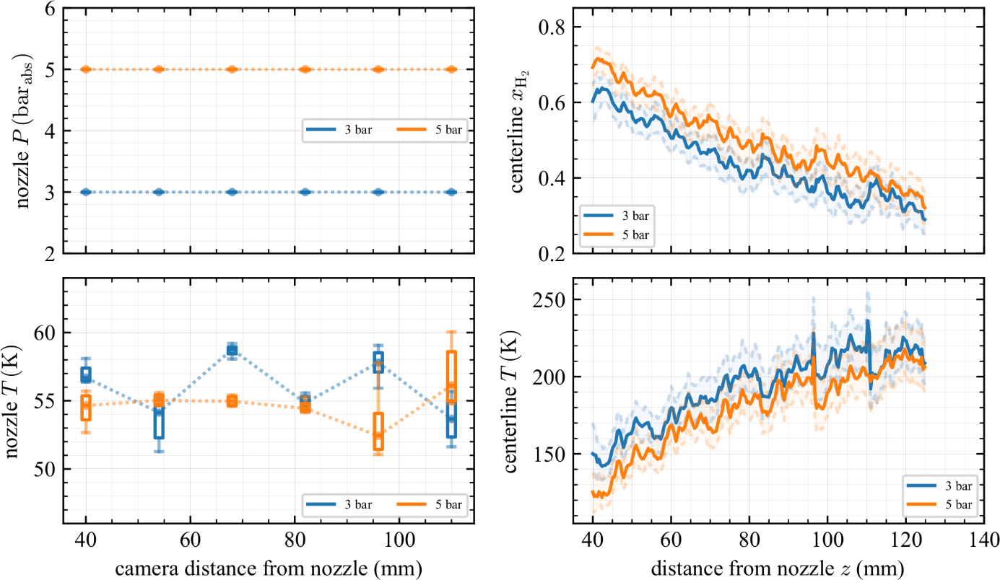 6
5
4
3
2
nozzle P (bar_abs)
3 bar 5 bar
0.8
0.6
0.4
0.2
centerline x_H₂
3 bar
5 bar
60
55
50
nozzle T (K)
3 bar 5 bar
40 60 80 100
camera distance from nozzle (mm)
250
200
150
centerline T (K)
3 bar
5 bar
40 60 80 100 120 140
distance from nozzle z (mm)